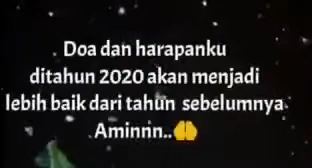 Doa dan harapanku
ditahun 2020 akan menjadi
lebih baik dari tahun sebelumnya
Aminnn..🤲